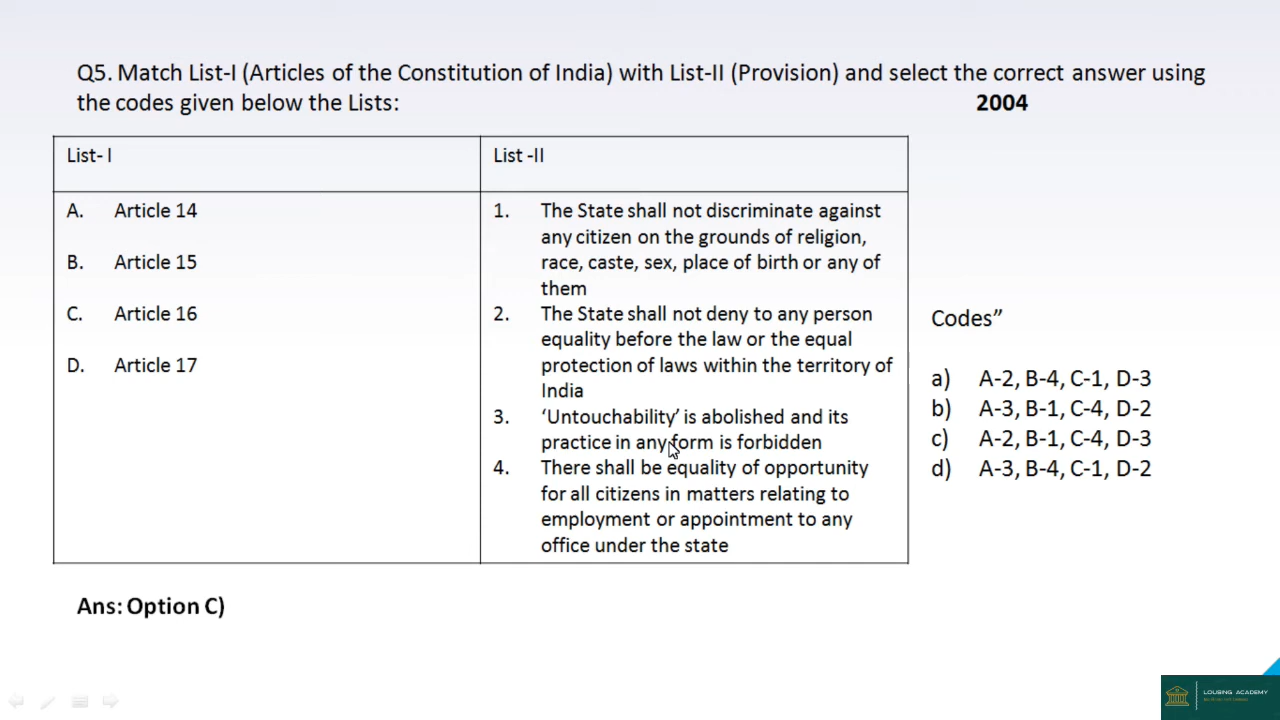 Q5. Match List-I (Articles of the Constitution of India) with List-II (Provision) and select the correct answer using
the codes given below the Lists: 2004
List- I
List -II
A. Article 14
B. Article 15
C. Article 16
D. Article 17
1. The State shall not discriminate against
any citizen on the grounds of religion,
race, caste, sex, place of birth or any of
them
2. The State shall not deny to any person
equality before the law or the equal
protection of laws within the territory of
India
3. ‘Untouchability’ is abolished and its
practice in any form is forbidden
4. There shall be equality of opportunity
for all citizens in matters relating to
employment or appointment to any
office under the state
Codes”
a) A-2, B-4, C-1, D-3
b) A-3, B-1, C-4, D-2
c) A-2, B-1, C-4, D-3
d) A-3, B-4, C-1, D-2
Ans: Option C)
LOUSING ACADEMY